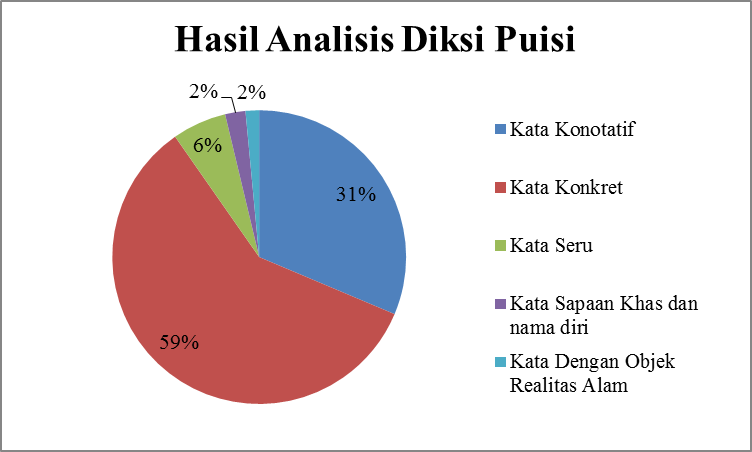 Hasil Analisis Diksi Puisi
2% 2%
6%
31%
59%
Kata Konotatif
Kata Konkret
Kata Seru
Kata Sapaan Khas dan
nama diri
Kata Dengan Objek
Realitas Alam